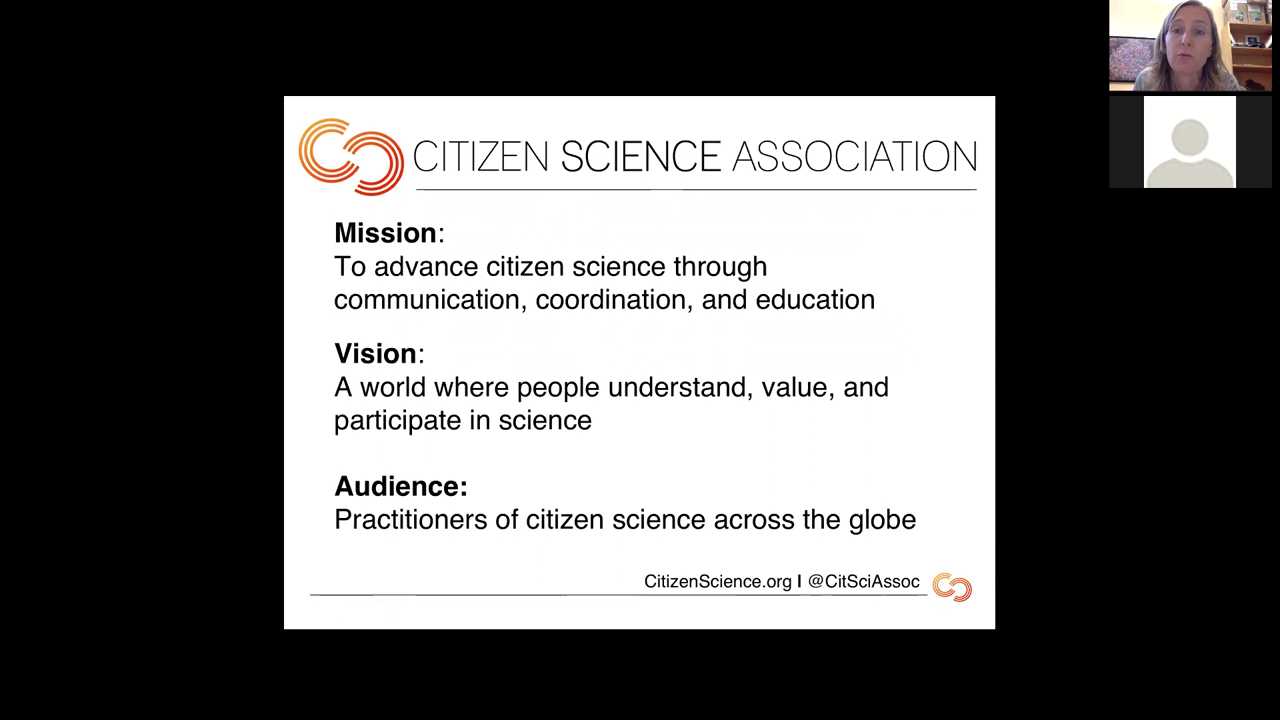 CITIZEN SCIENCE ASSOCIATION
Mission:
To advance citizen science through
communication, coordination, and education
Vision:
A world where people understand, value, and
participate in science
Audience:
Practitioners of citizen science across the globe
CitizenScience.org I @CitSciAssoc